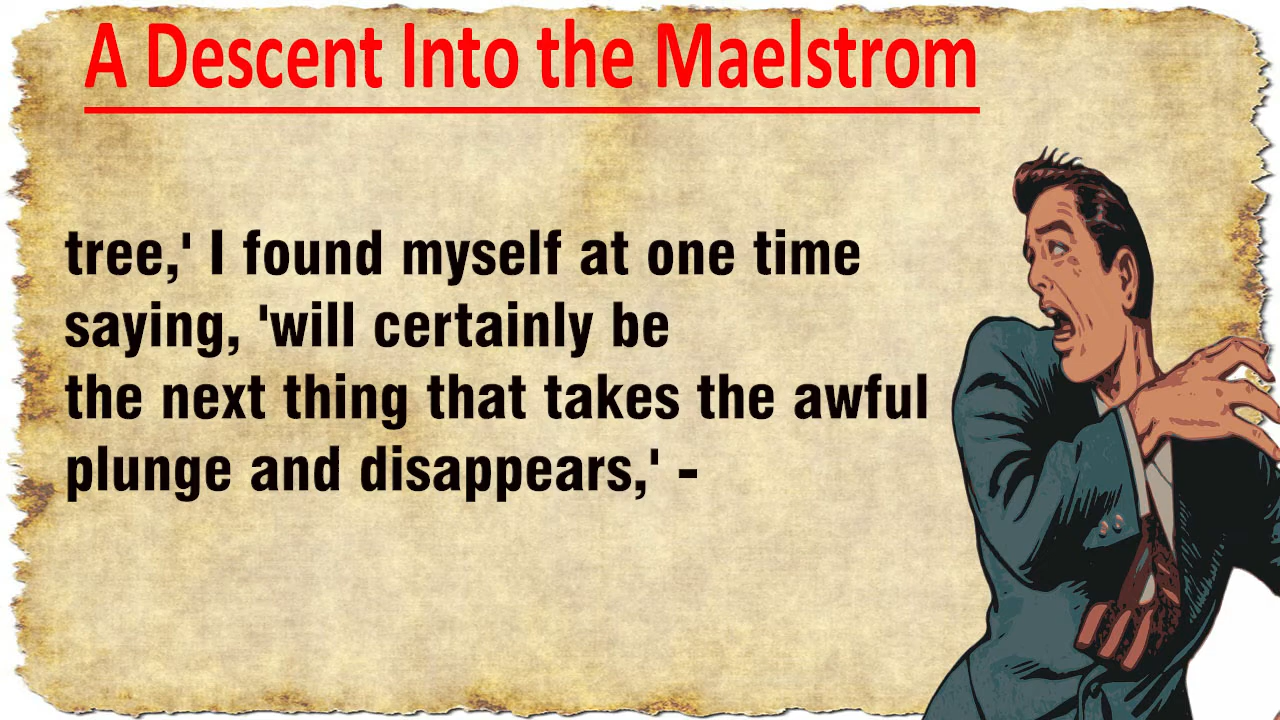 A Descent Into the Maelstrom
tree,' I found myself at one time
saying, 'will certainly be
the next thing that takes the awful
plunge and disappears,' -